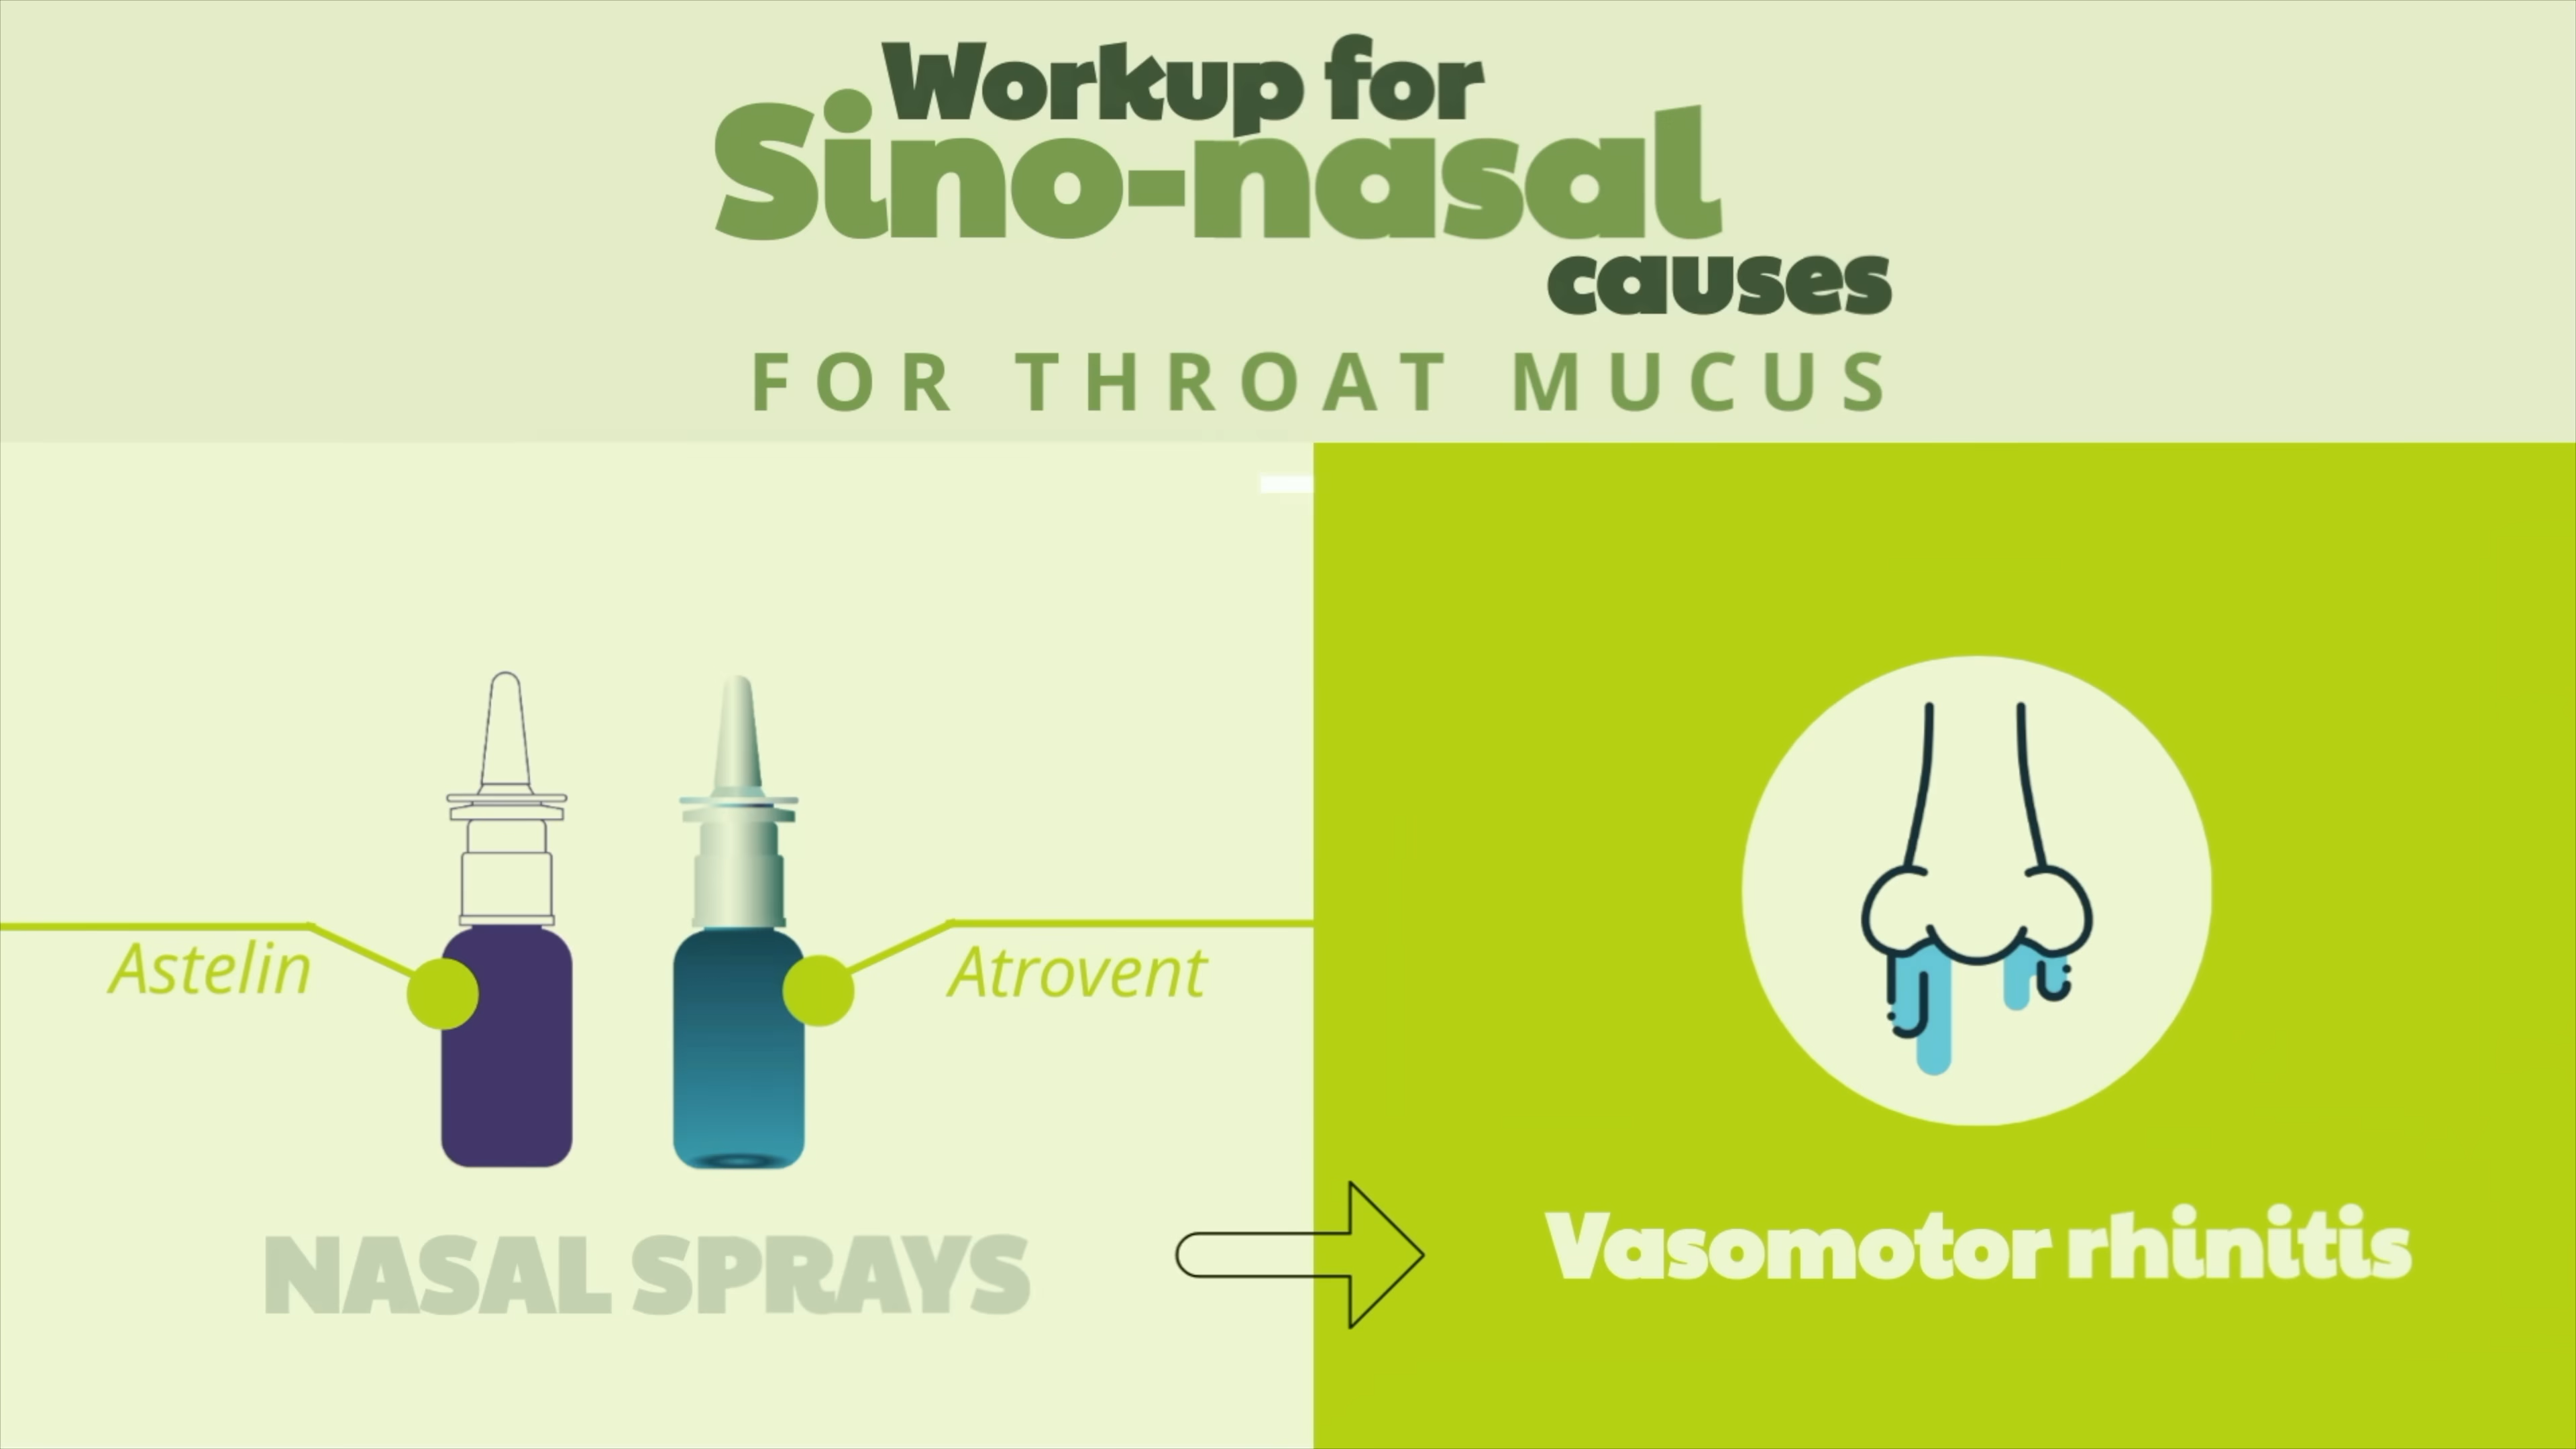 Workup for
Sino-nasal
causes
FOR THROAT MUCUS
Astelin
Atrovent
NASAL SPRAYS
Vasomotor rhinitis